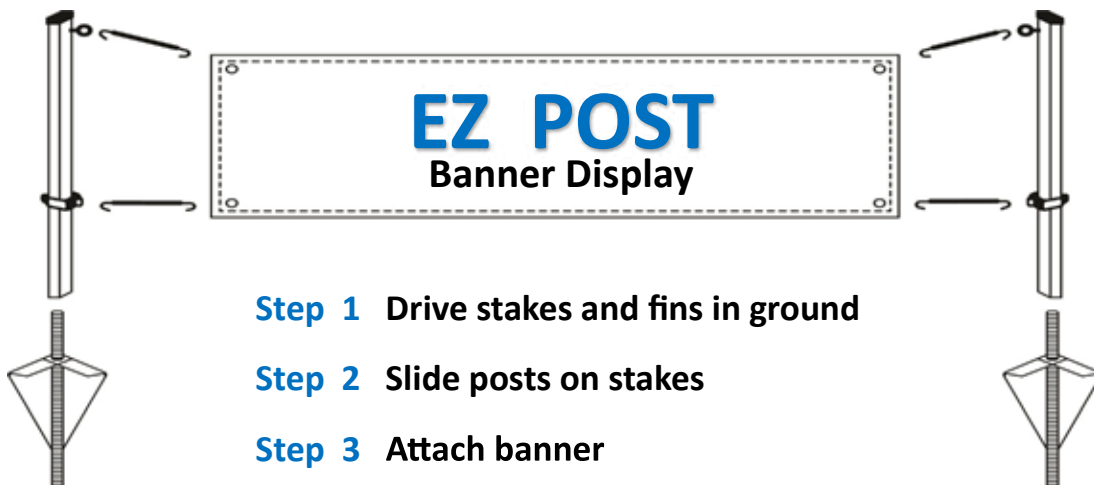 EZ POST
Banner Display
Step 1 Drive stakes and fins in ground
Step 2 Slide posts on stakes
Step 3 Attach banner